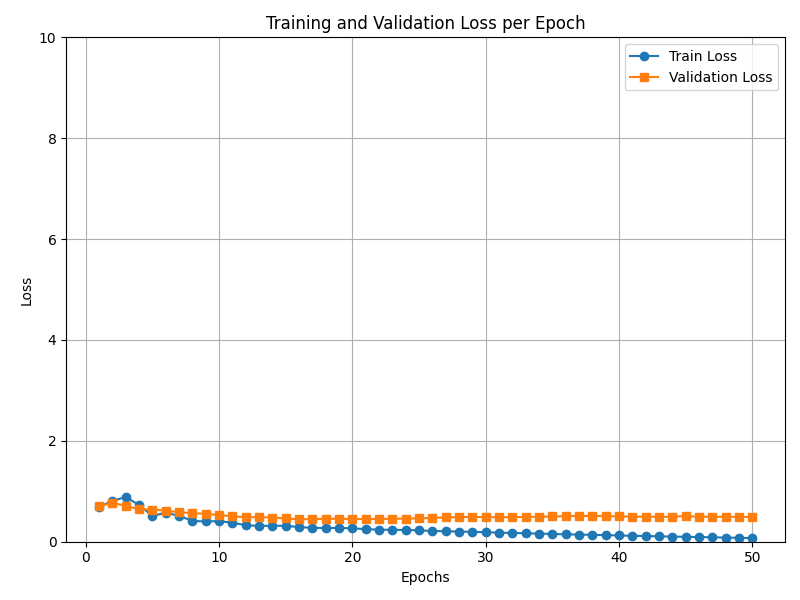 Training and Validation Loss per Epoch
Train Loss
Validation Loss
Loss
10
8
6
4
2
0
0 10 20 30 40 50
Epochs